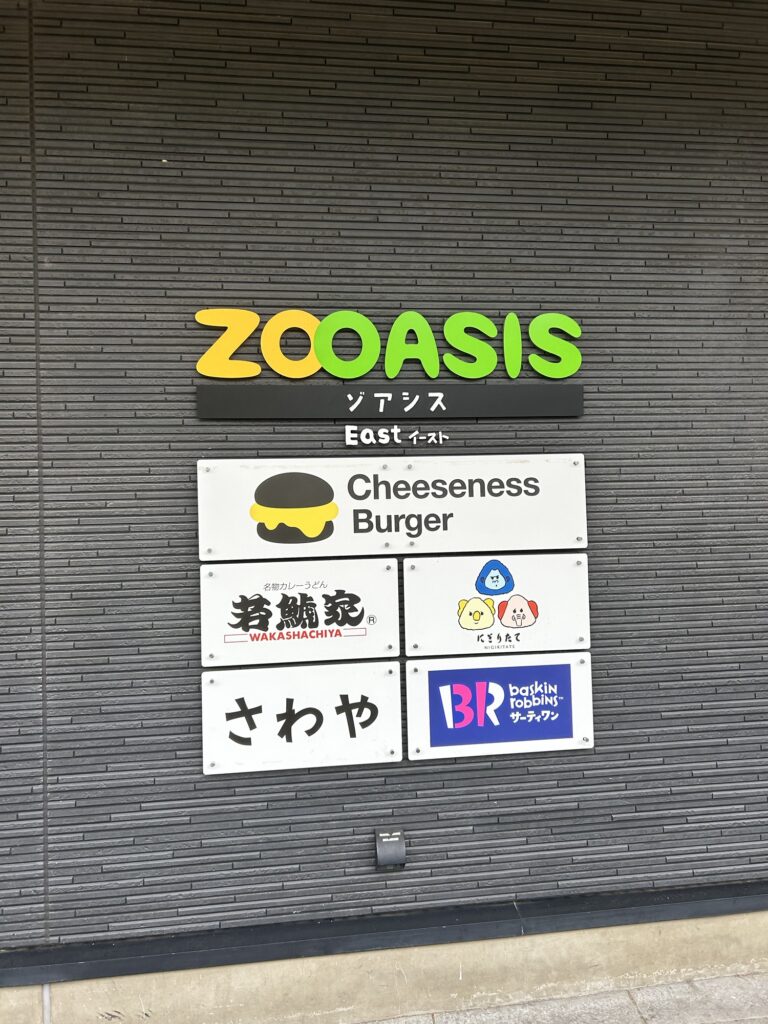 ZOOASIS
ゾアシス
East イースト
Cheeseness
Burger
名物カレーうどん
若鯱家®
WAKASHACHIYA
にぎりたて
NIGIRITATE
さわや
BR baskin
robbins™
サーティワン